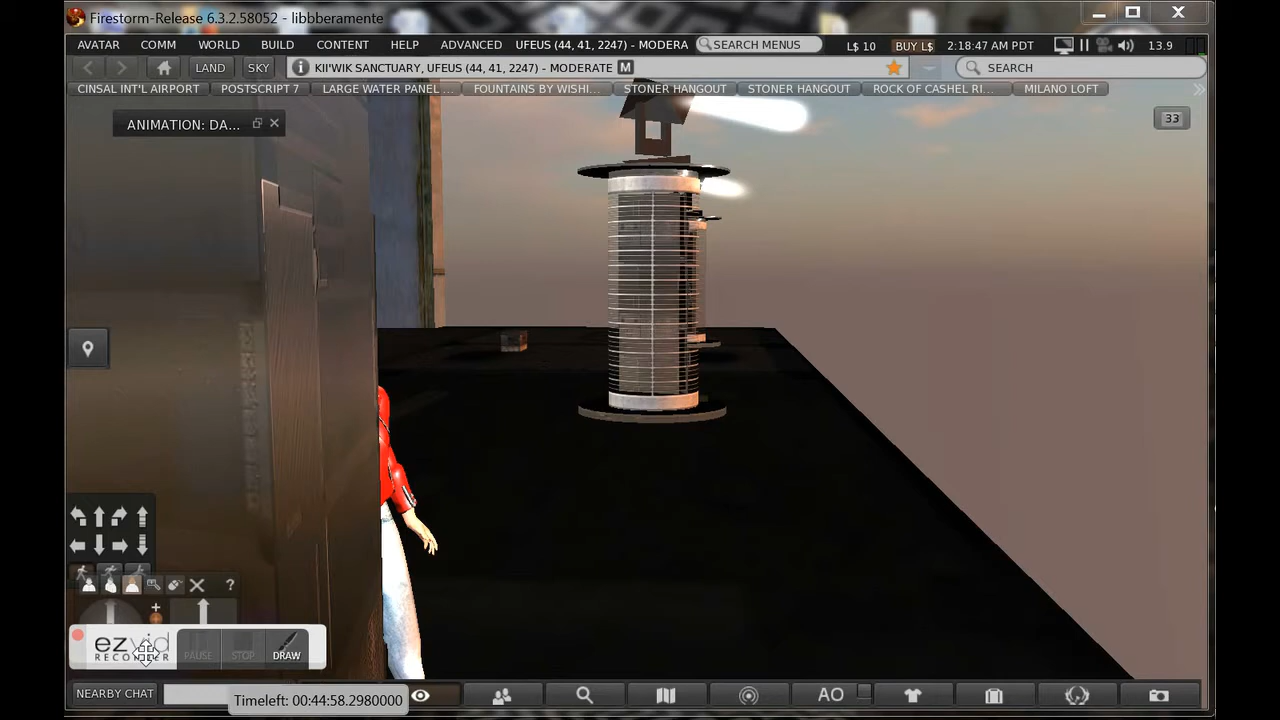 Firestorm-Release 6.3.2.58052 - libbberamente
AVATAR COMM WORLD BUILD CONTENT HELP ADVANCED UFEUS (44, 41, 2247) - MODERA SEARCH MENUS L$ 10 BUY L$ 2:18:47 AM PDT 13.9
LAND SKY KII'WIK SANCTUARY, UFEUS (44, 41, 2247) - MODERATE M SEARCH
CINSAL INT'L AIRPORT POSTSCRIPT 7 LARGE WATER PANEL ... FOUNTAINS BY WISHI... STONER HANGOUT STONER HANGOUT ROCK OF CASHEL RI... MILANO LOFT
ANIMATION: DA...
33
?
ezvid
RECORDER
PAUSE STOP DRAW
NEARBY CHAT Timeleft: 00:44:58.2980000 AO